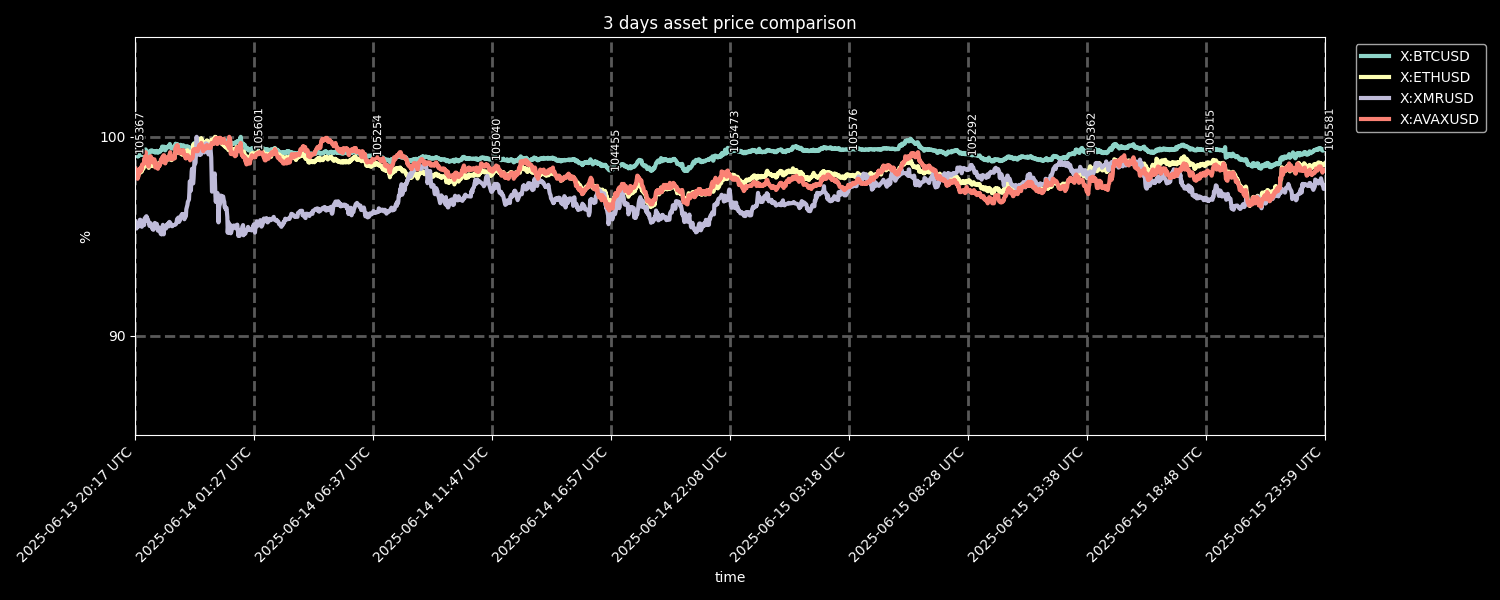 3 days asset price comparison
X:BTCUSD
X:ETHUSD
X:XMRUSD
X:AVAXUSD
%
100
90
105367
105601
105254
105040
104455
105473
105576
105292
105362
105515
105581
2025-06-13 20:17 UTC
2025-06-14 01:27 UTC
2025-06-14 06:37 UTC
2025-06-14 11:47 UTC
2025-06-14 16:57 UTC
2025-06-14 22:08 UTC
2025-06-15 03:18 UTC
2025-06-15 08:28 UTC
2025-06-15 13:38 UTC
2025-06-15 18:48 UTC
2025-06-15 23:59 UTC
time